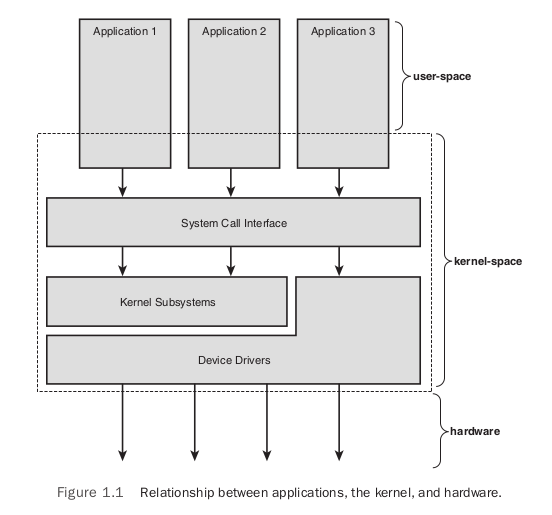 Application 1
Application 2
Application 3
user-space
System Call Interface
kernel-space
Kernel Subsystems
Device Drivers
hardware
Figure 1.1 Relationship between applications, the kernel, and hardware.